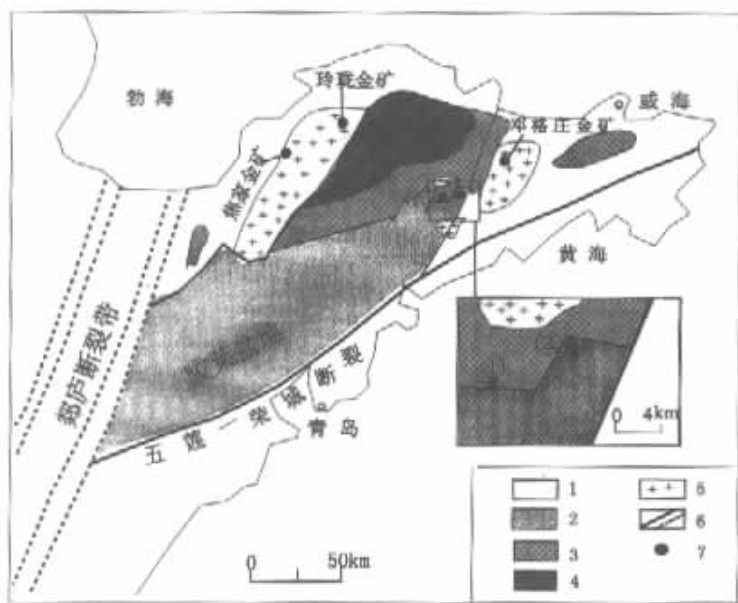 玲珑金矿
勃海
威海
邓格庄金矿
焦家金矿
黄海
郯庐断裂带
五莲一荣城断裂
青岛
0 4km
0 50km
1
2
3
4
5
6
7